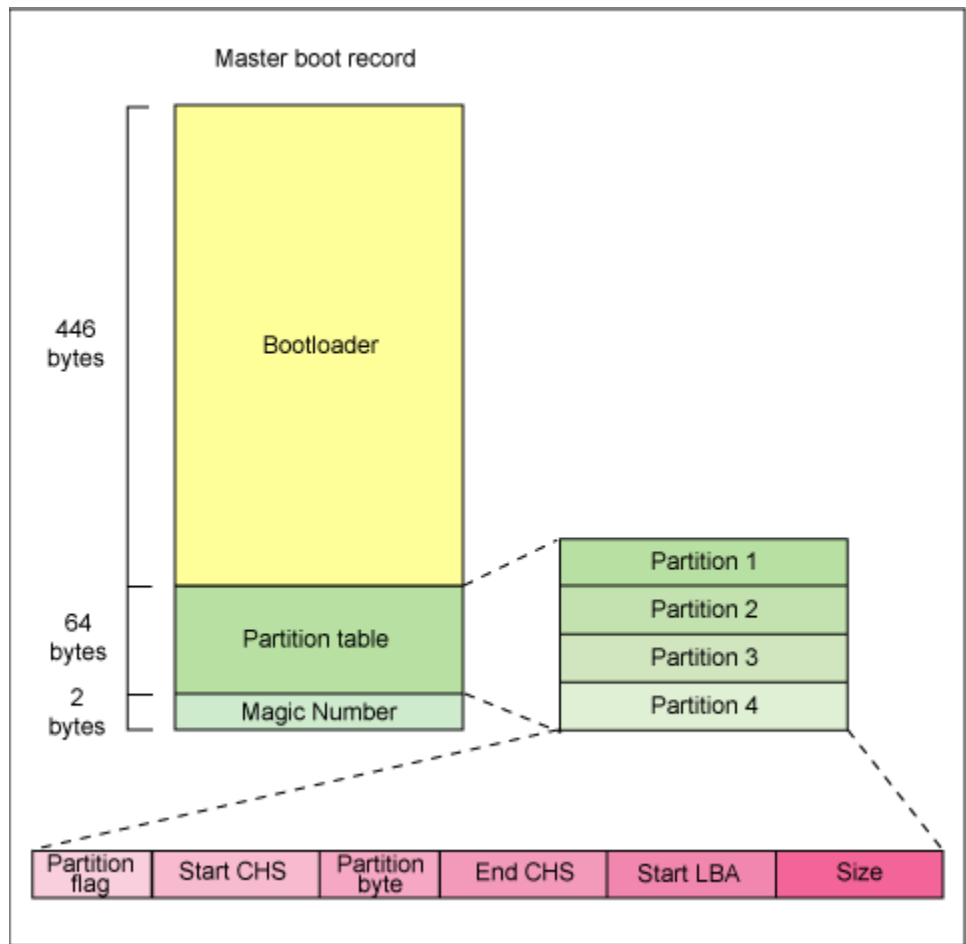 Master boot record
446
bytes
Bootloader
Partition 1
Partition 2
64
bytes
Partition table
Partition 3
2
bytes
Magic Number
Partition 4
Partition
flag
Start CHS
Partition
byte
End CHS
Start LBA
Size